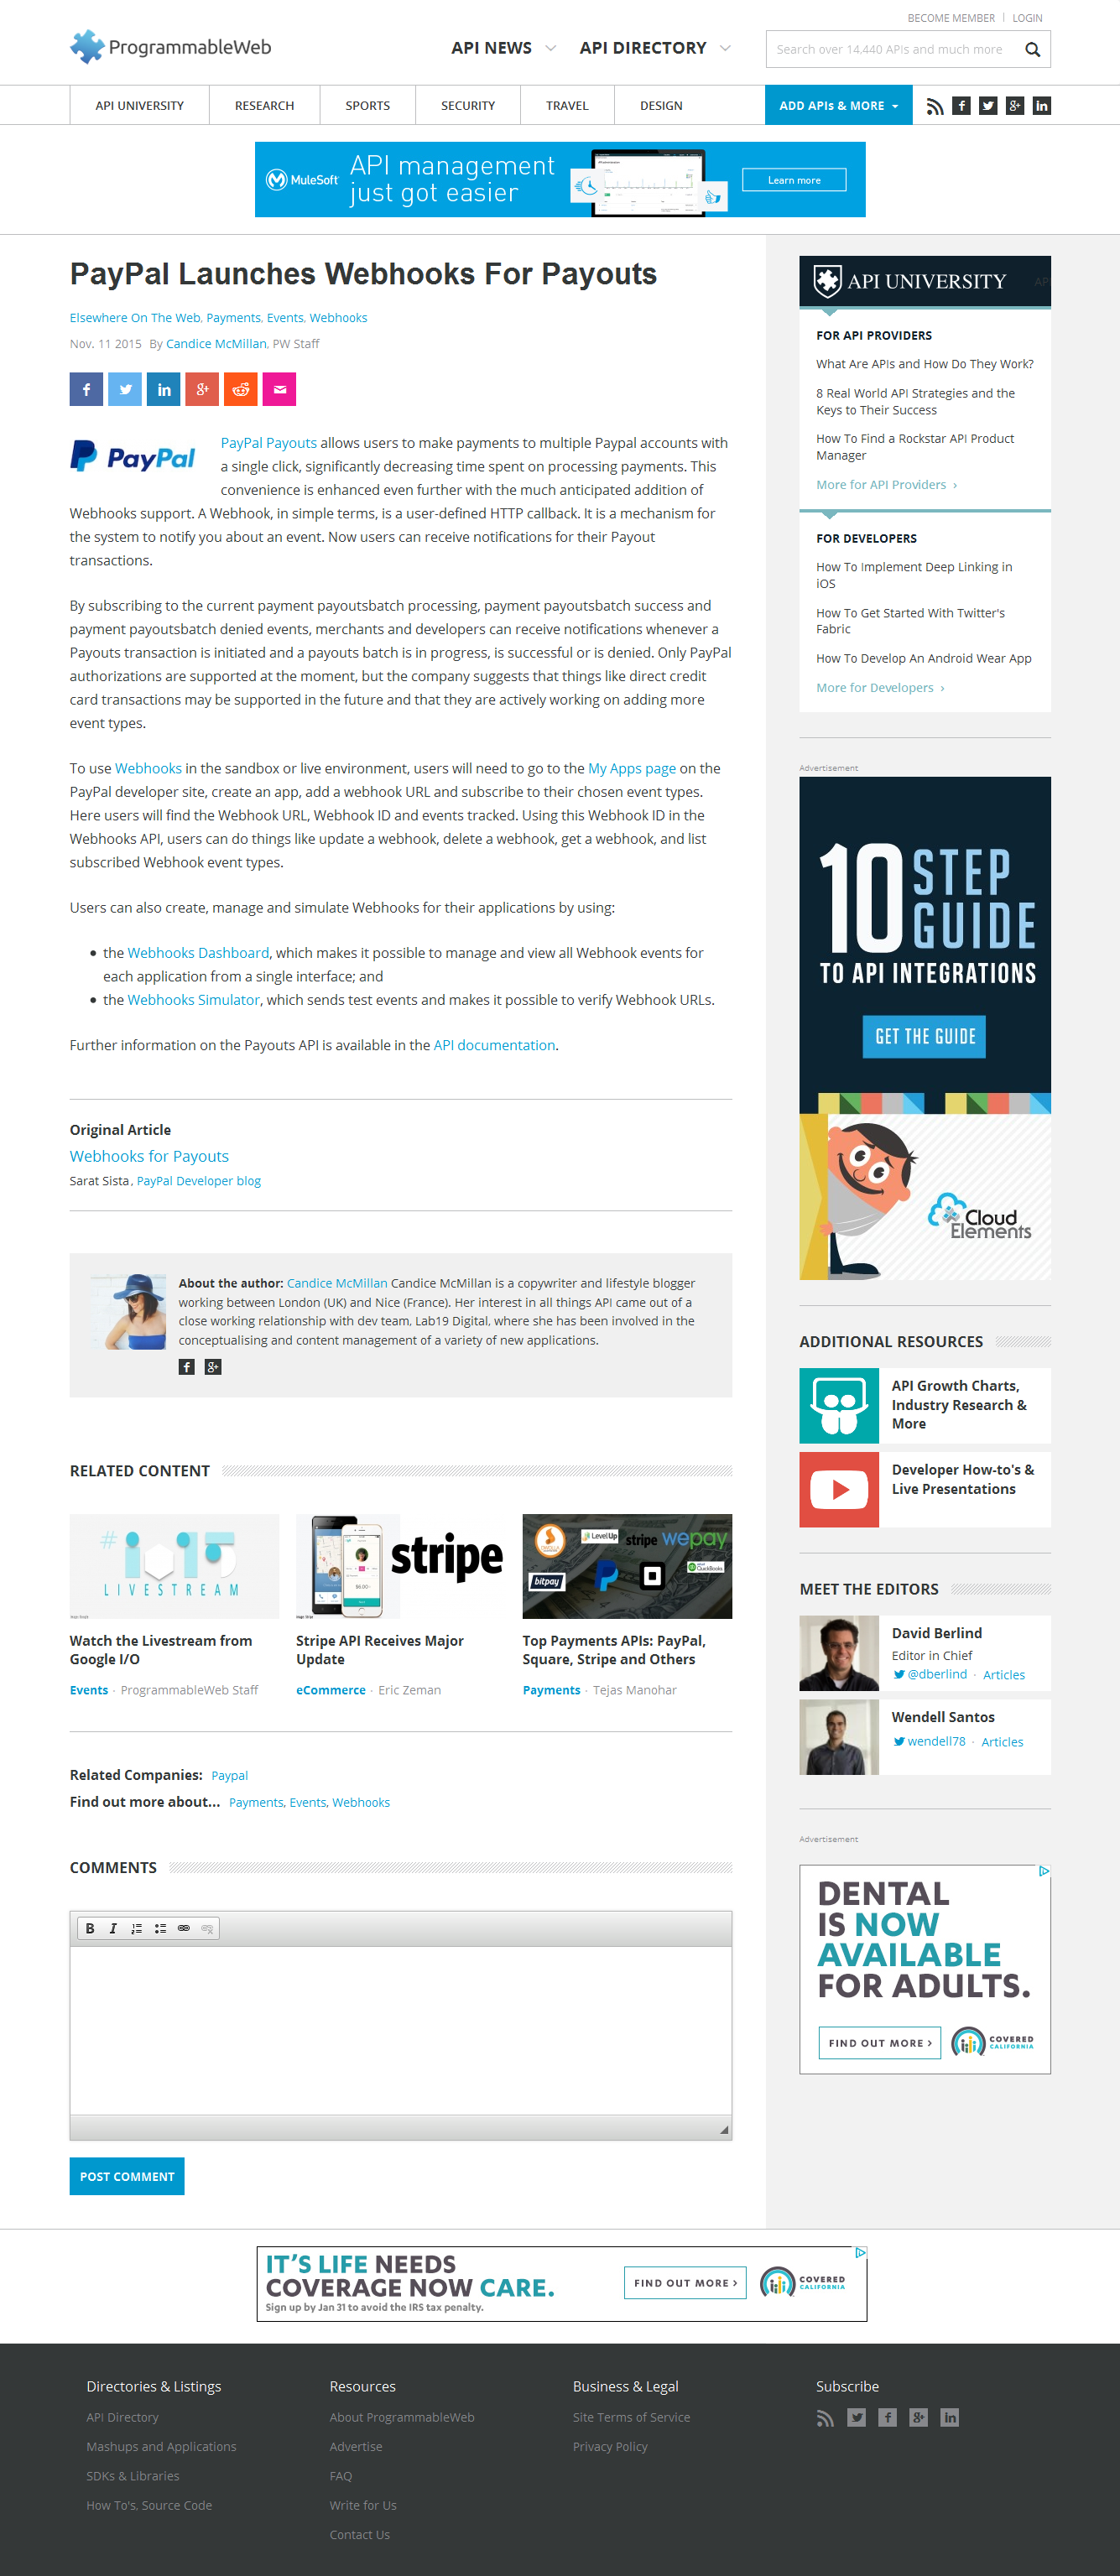 BECOME MEMBER LOGIN
ProgrammableWeb
API NEWS API DIRECTORY
Search over 14,440 APIs and much more
API UNIVERSITY RESEARCH SPORTS SECURITY TRAVEL DESIGN
ADD APIs & MORE
MuleSoft
API management
just got easier
Learn more
PayPal Launches Webhooks For Payouts
Elsewhere On The Web, Payments, Events, Webhooks
Nov. 11 2015 By Candice McMillan, PW Staff
PayPal
PayPal Payouts allows users to make payments to multiple Paypal accounts with
a single click, significantly decreasing time spent on processing payments. This
convenience is enhanced even further with the much anticipated addition of
Webhooks support. A Webhook, in simple terms, is a user-defined HTTP callback. It is a mechanism for
the system to notify you about an event. Now users can receive notifications for their Payout
transactions.
By subscribing to the current payment payoutsbatch processing, payment payoutsbatch success and
payment payoutsbatch denied events, merchants and developers can receive notifications whenever a
Payouts transaction is initiated and a payouts batch is in progress, is successful or is denied. Only PayPal
authorizations are supported at the moment, but the company suggests that things like direct credit
card transactions may be supported in the future and that they are actively working on adding more
event types.
To use Webhooks in the sandbox or live environment, users will need to go to the My Apps page on the
PayPal developer site, create an app, add a webhook URL and subscribe to their chosen event types.
Here users will find the Webhook URL, Webhook ID and events tracked. Using this Webhook ID in the
Webhooks API, users can do things like update a webhook, delete a webhook, get a webhook, and list
subscribed Webhook event types.
Users can also create, manage and simulate Webhooks for their applications by using:
• the Webhooks Dashboard, which makes it possible to manage and view all Webhook events for
each application from a single interface; and
• the Webhooks Simulator, which sends test events and makes it possible to verify Webhook URLs.
Further information on the Payouts API is available in the API documentation.
Original Article
Webhooks for Payouts
Sarat Sista, PayPal Developer blog
About the author: Candice McMillan Candice McMillan is a copywriter and lifestyle blogger
working between London (UK) and Nice (France). Her interest in all things API came out of a
close working relationship with dev team, Lab19 Digital, where she has been involved in the
conceptualising and content management of a variety of new applications.
RELATED CONTENT
#io15
LIVESTREAM
Watch the Livestream from
Google I/O
Events · ProgrammableWeb Staff
stripe
Stripe API Receives Major
Update
eCommerce · Eric Zeman
LevelUp stripe wepay
bitpay QuickBooks
Top Payments APIs: PayPal,
Square, Stripe and Others
Payments · Tejas Manohar
Related Companies: Paypal
Find out more about... Payments, Events, Webhooks
COMMENTS
B I
POST COMMENT
API UNIVERSITY
API
FOR API PROVIDERS
What Are APIs and How Do They Work?
8 Real World API Strategies and the
Keys to Their Success
How To Find a Rockstar API Product
Manager
More for API Providers ›
FOR DEVELOPERS
How To Implement Deep Linking in
iOS
How To Get Started With Twitter's
Fabric
How To Develop An Android Wear App
More for Developers ›
Advertisement
10 STEP
GUIDE
TO API INTEGRATIONS
GET THE GUIDE
Cloud
Elements
ADDITIONAL RESOURCES
API Growth Charts,
Industry Research &
More
Developer How-to's &
Live Presentations
MEET THE EDITORS
David Berlind
Editor in Chief
@dberlind · Articles
Wendell Santos
wendell78 · Articles
Advertisement
DENTAL
IS NOW
AVAILABLE
FOR ADULTS.
FIND OUT MORE ›
COVERED
CALIFORNIA
IT'S LIFE NEEDS
COVERAGE NOW CARE.
Sign up by Jan 31 to avoid the IRS tax penalty.
FIND OUT MORE ›
COVERED
CALIFORNIA
Directories & Listings
API Directory
Mashups and Applications
SDKs & Libraries
How To's, Source Code
Resources
About ProgrammableWeb
Advertise
FAQ
Write for Us
Contact Us
Business & Legal
Site Terms of Service
Privacy Policy
Subscribe